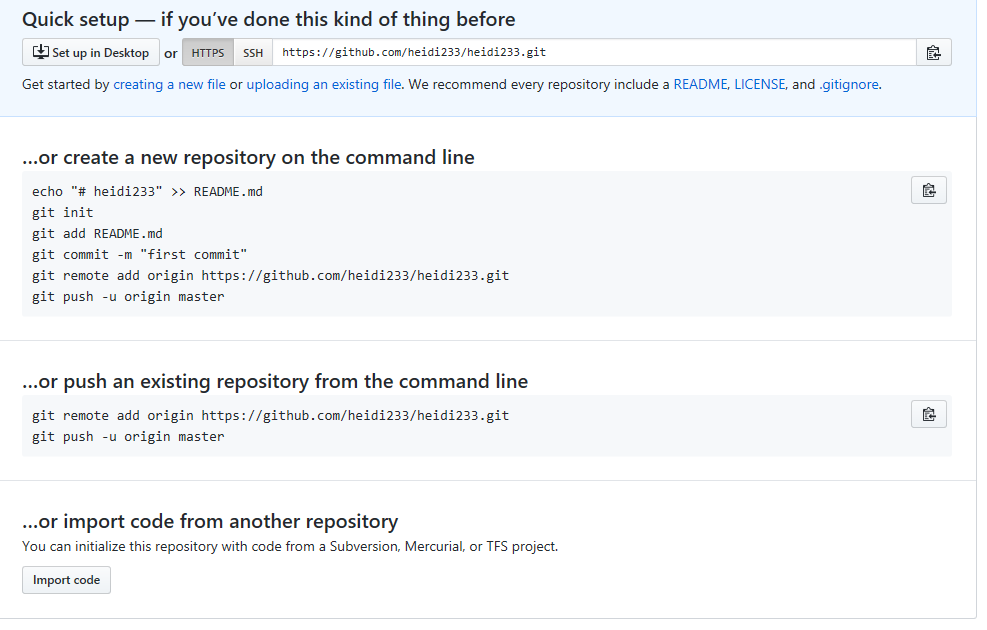 Quick setup — if you’ve done this kind of thing before
Set up in Desktop or HTTPS SSH https://github.com/heidi233/heidi233.git
Get started by creating a new file or uploading an existing file. We recommend every repository include a README, LICENSE, and .gitignore.
…or create a new repository on the command line
echo "# heidi233" >> README.md
git init
git add README.md
git commit -m "first commit"
git remote add origin https://github.com/heidi233/heidi233.git
git push -u origin master
…or push an existing repository from the command line
git remote add origin https://github.com/heidi233/heidi233.git
git push -u origin master
…or import code from another repository
You can initialize this repository with code from a Subversion, Mercurial, or TFS project.
Import code